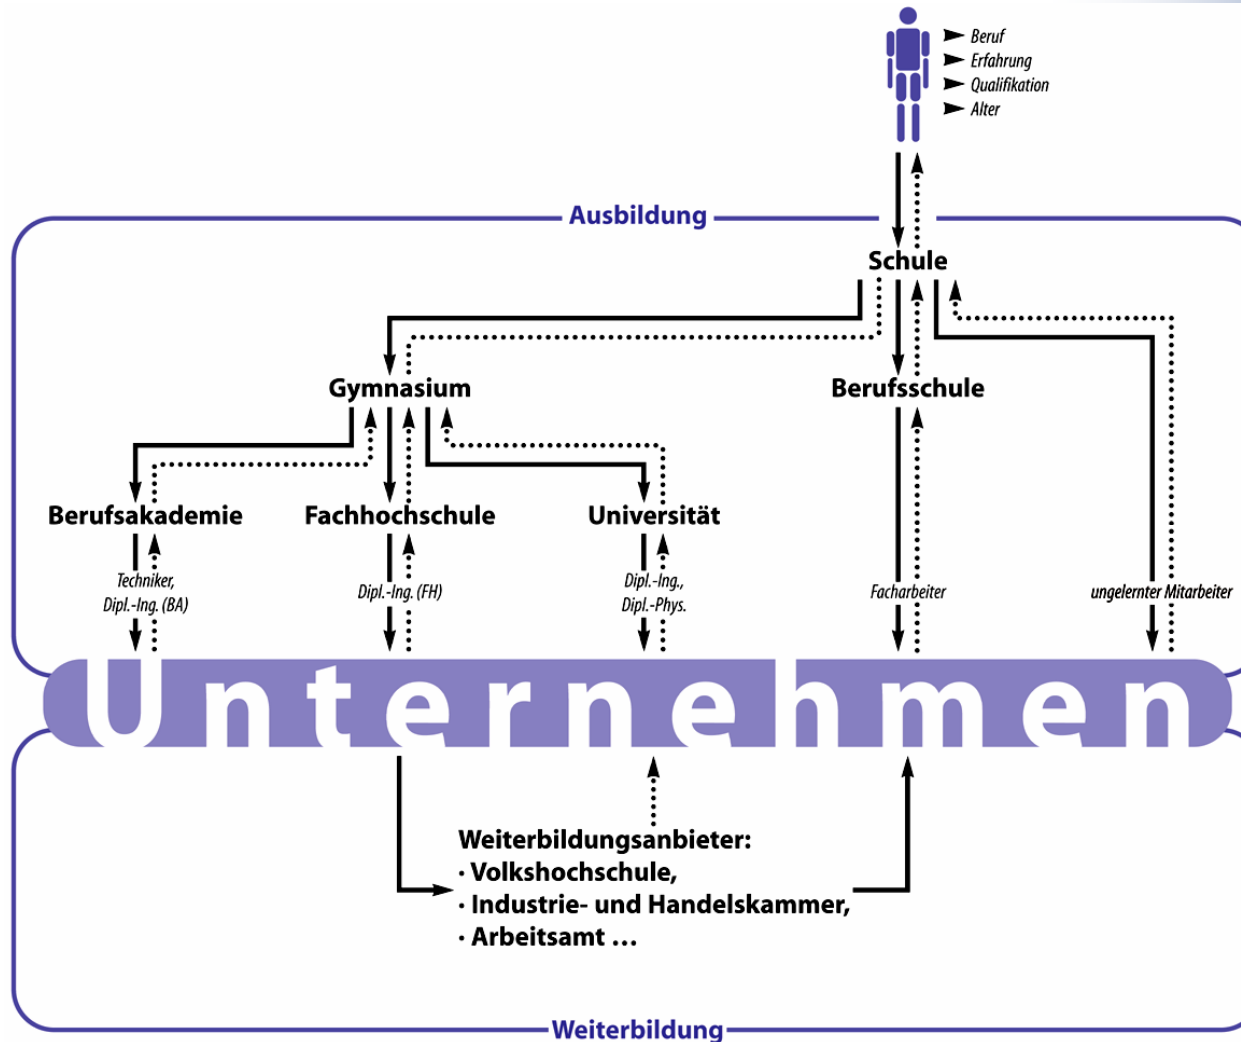 Beruf
Erfahrung
Qualifikation
Alter
Ausbildung
Schule
Gymnasium
Berufsschule
Berufsakademie
Fachhochschule
Universität
Techniker,
Dipl.-Ing. (BA)
Dipl.-Ing. (FH)
Dipl.-Ing.,
Dipl.-Phys.
Facharbeiter
ungelernter Mitarbeiter
Unternehmen
Weiterbildungsanbieter:
· Volkshochschule,
· Industrie- und Handelskammer,
· Arbeitsamt ...
Weiterbildung